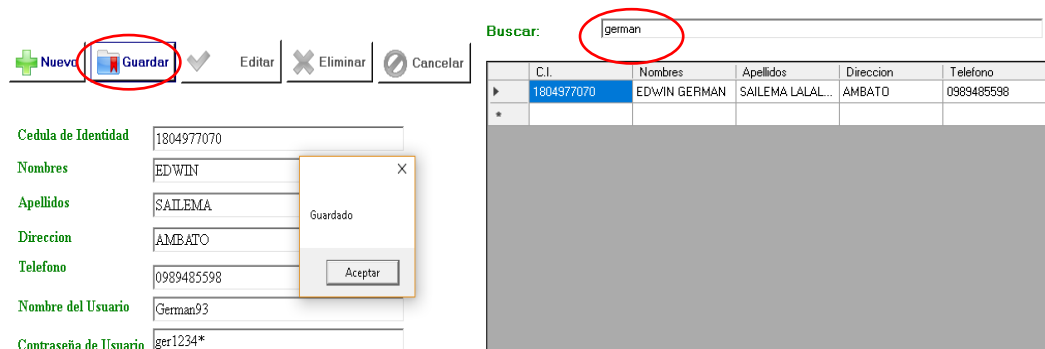 Nuevo Guardar Editar Eliminar Cancelar
Cedula de Identidad 1804977070
Nombres EDWIN
Apellidos SAILEMA
Direccion AMBATO
Telefono 0989485598
Nombre del Usuario German93
Contraseña de Usuario ger1234*
Guardado
Aceptar
Buscar: german
C.I. Nombres Apellidos Direccion Telefono
1804977070 EDWIN GERMAN SAILEMA LALAL... AMBATO 0989485598